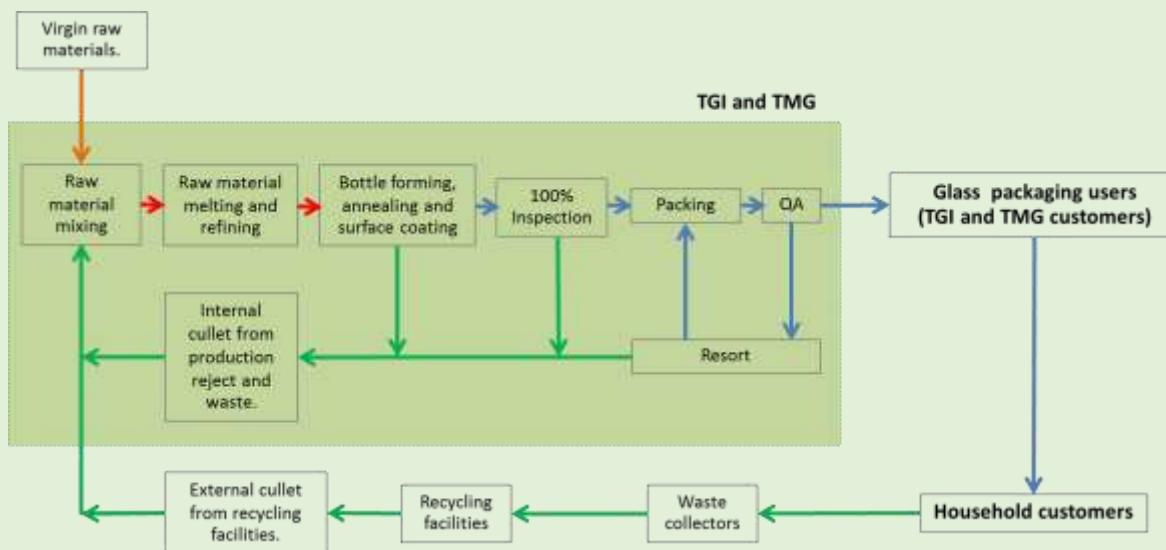 Virgin raw
materials.
TGI and TMG
Raw
material
mixing
Raw material
melting and
refining
Bottle forming,
annealing and
surface coating
100%
Inspection
Packing
QA
Glass packaging users
(TGI and TMG customers)
Internal
cullet from
production
reject and
waste.
Resort
External cullet
from recycling
facilities.
Recycling
facilities
Waste
collectors
Household customers